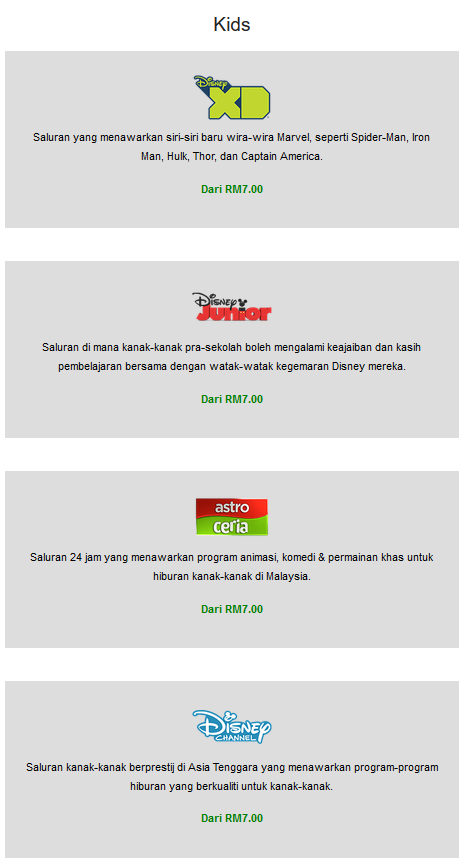 Kids
Disney
XD
Saluran yang menawarkan siri-siri baru wira-wira Marvel, seperti Spider-Man, Iron
Man, Hulk, Thor, dan Captain America.
Dari RM7.00
Disney
Junior
Saluran di mana kanak-kanak pra-sekolah boleh mengalami keajaiban dan kasih
pembelajaran bersama dengan watak-watak kegemaran Disney mereka.
Dari RM7.00
astro
ceria
Saluran 24 jam yang menawarkan program animasi, komedi & permainan khas untuk
hiburan kanak-kanak di Malaysia.
Dari RM7.00
Disney
CHANNEL
Saluran kanak-kanak berprestij di Asia Tenggara yang menawarkan program-program
hiburan yang berkualiti untuk kanak-kanak.
Dari RM7.00